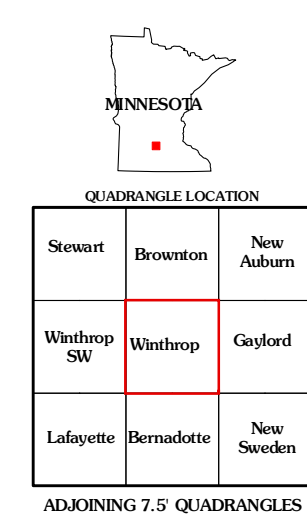 MINNESOTA
QUADRANGLE LOCATION
Stewart
Brownton
New
Auburn
Winthrop
SW
Winthrop
Gaylord
Lafayette
Bernadotte
New
Sweden
ADJOINING 7.5' QUADRANGLES